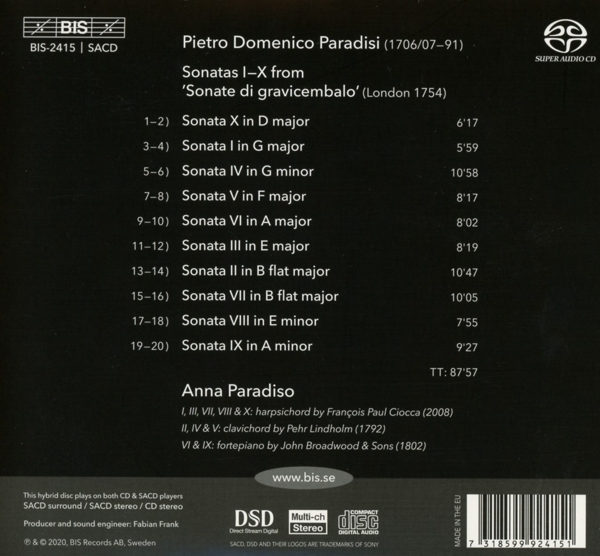 BIS
BIS-2415 | SACD
Pietro Domenico Paradisi (1706/07–91)
SUPER AUDIO CD
Sonatas I–X from
‘Sonate di gravicembalo’ (London 1754)
1–2) Sonata X in D major 6'17
3–4) Sonata I in G major 5'59
5–6) Sonata IV in G minor 10'58
7–8) Sonata V in F major 8'17
9–10) Sonata VI in A major 8'02
11–12) Sonata III in E major 8'19
13–14) Sonata II in B flat major 10'47
15–16) Sonata VII in B flat major 10'05
17–18) Sonata VIII in E minor 7'55
19–20) Sonata IX in A minor 9'27
TT: 87'57
Anna Paradiso
I, III, VII, VIII & X: harpsichord by François Paul Ciocca (2008)
II, IV & V: clavichord by Pehr Lindholm (1792)
VI & IX: fortepiano by John Broadwood & Sons (1802)
www.bis.se
This hybrid disc plays on both CD & SACD players
SACD surround / SACD stereo / CD stereo
Producer and sound engineer: Fabian Frank
℗ & © 2020, BIS Records AB, Sweden
DSD
Direct Stream Digital
Multi-ch
Stereo
COMPACT
disc
DIGITAL AUDIO
SACD, DSD AND THEIR LOGOS ARE TRADEMARKS OF SONY
MADE IN THE EU
7 318599 924151